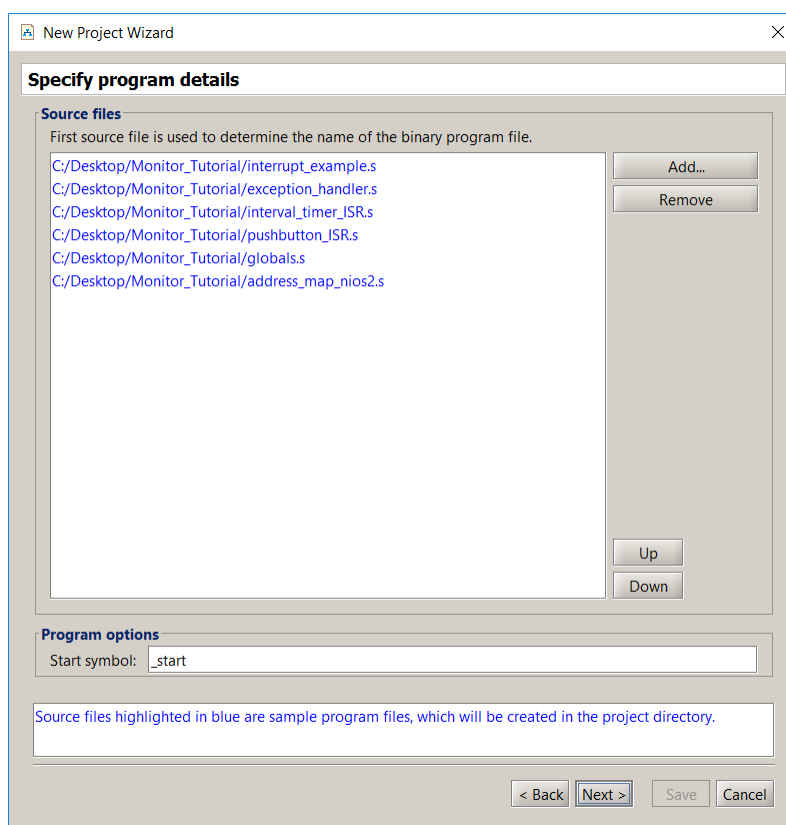 New Project Wizard
Specify program details
Source files
First source file is used to determine the name of the binary program file.
C:/Desktop/Monitor_Tutorial/interrupt_example.s
C:/Desktop/Monitor_Tutorial/exception_handler.s
C:/Desktop/Monitor_Tutorial/interval_timer_ISR.s
C:/Desktop/Monitor_Tutorial/pushbutton_ISR.s
C:/Desktop/Monitor_Tutorial/globals.s
C:/Desktop/Monitor_Tutorial/address_map_nios2.s
Add...
Remove
Up
Down
Program options
Start symbol: _start
Source files highlighted in blue are sample program files, which will be created in the project directory.
< Back Next > Save Cancel